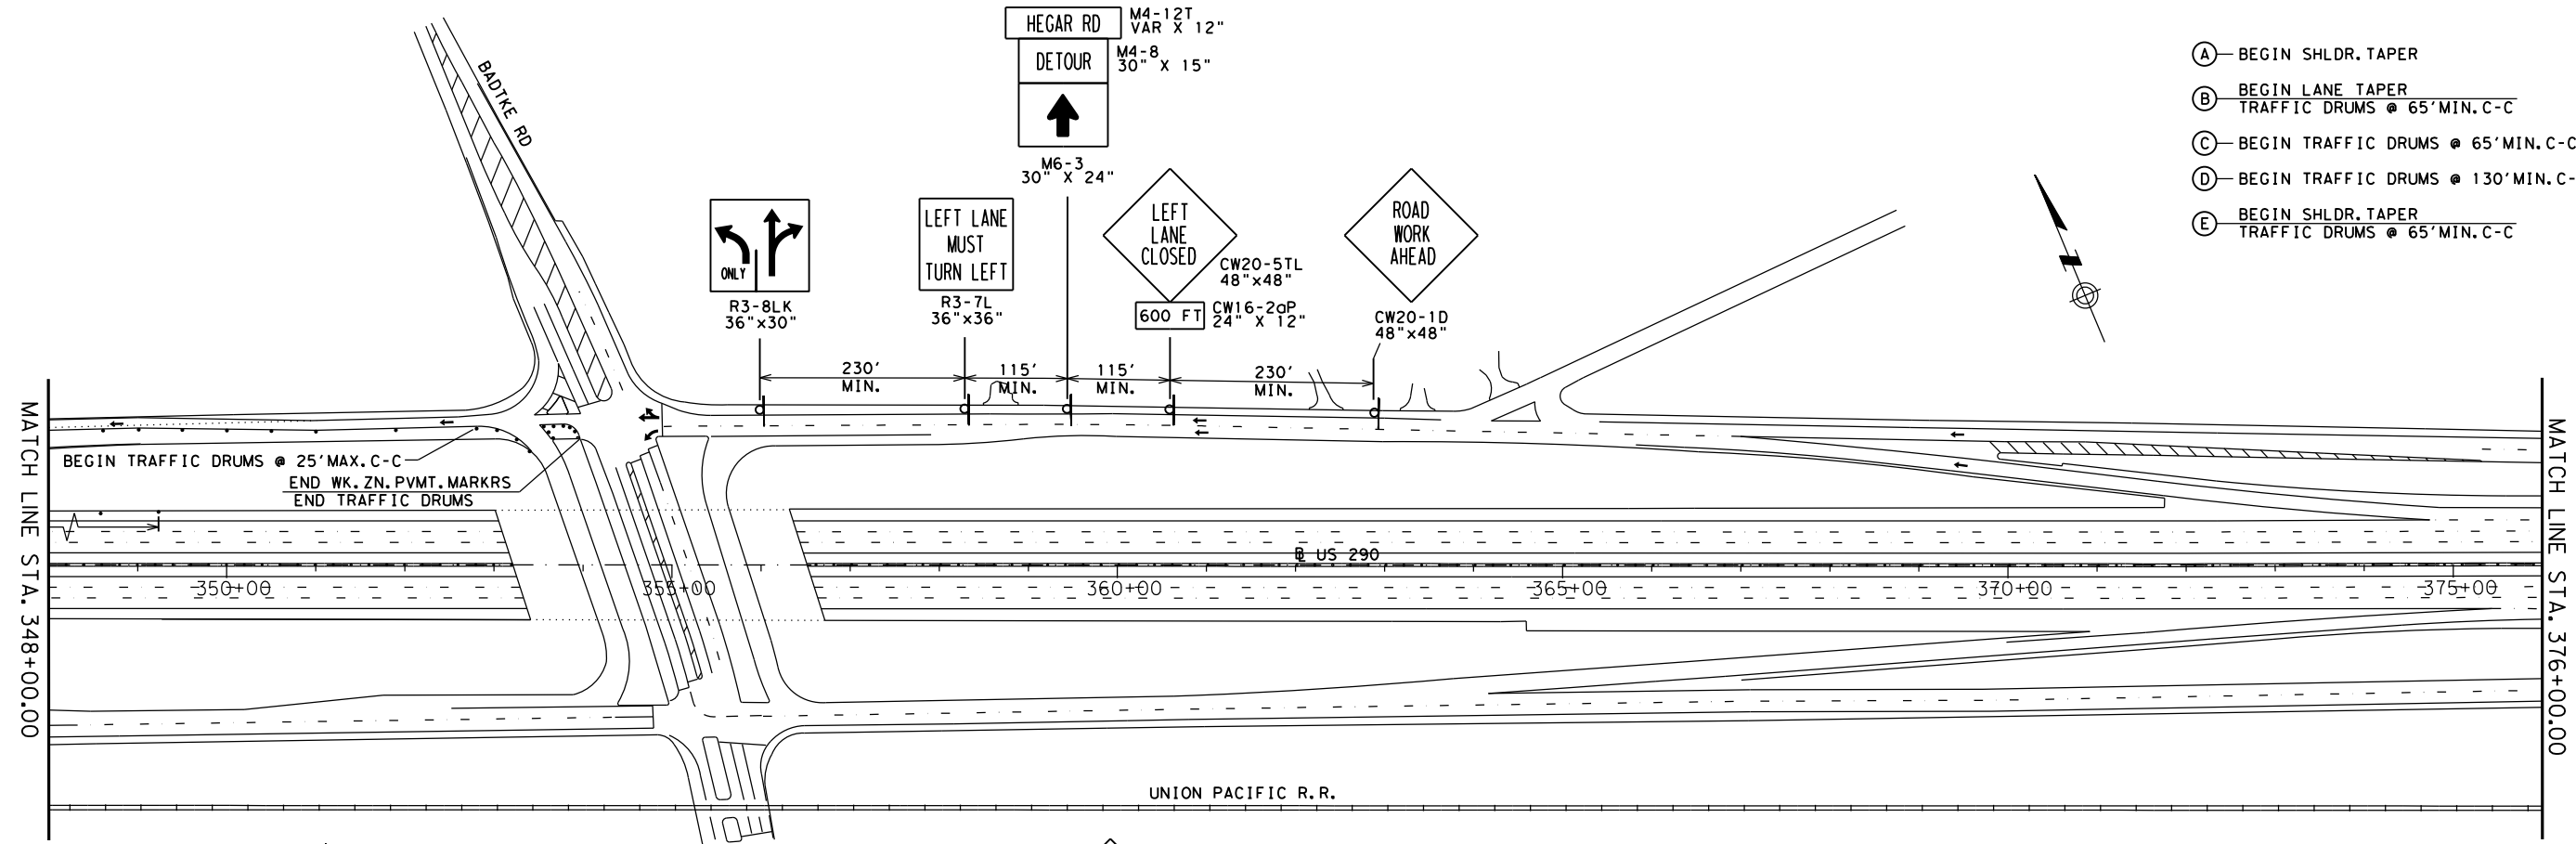 HEGAR RD
M4-12T
VAR X 12"
DETOUR
M4-8
30" X 15"
M6-3
30" X 24"
A BEGIN SHLDR. TAPER
B BEGIN LANE TAPER
TRAFFIC DRUMS @ 65' MIN. C-C
C BEGIN TRAFFIC DRUMS @ 65' MIN. C-C
D BEGIN TRAFFIC DRUMS @ 130' MIN. C-
E BEGIN SHLDR. TAPER
TRAFFIC DRUMS @ 65' MIN. C-C
BADTKE RD
ONLY
R3-8LK
36"x30"
LEFT LANE
MUST
TURN LEFT
R3-7L
36"x36"
LEFT
LANE
CLOSED
CW20-5TL
48"x48"
600 FT
CW16-2aP
24" X 12"
ROAD
WORK
AHEAD
CW20-1D
48"x48"
230'
MIN.
115'
MIN.
115'
MIN.
230'
MIN.
BEGIN TRAFFIC DRUMS @ 25' MAX. C-C
END WK. ZN. PVMT. MARKRS
END TRAFFIC DRUMS
MATCH LINE STA. 348+00.00
MATCH LINE STA. 376+00.00
US 290
350+00
355+00
360+00
365+00
370+00
375+00
UNION PACIFIC R.R.